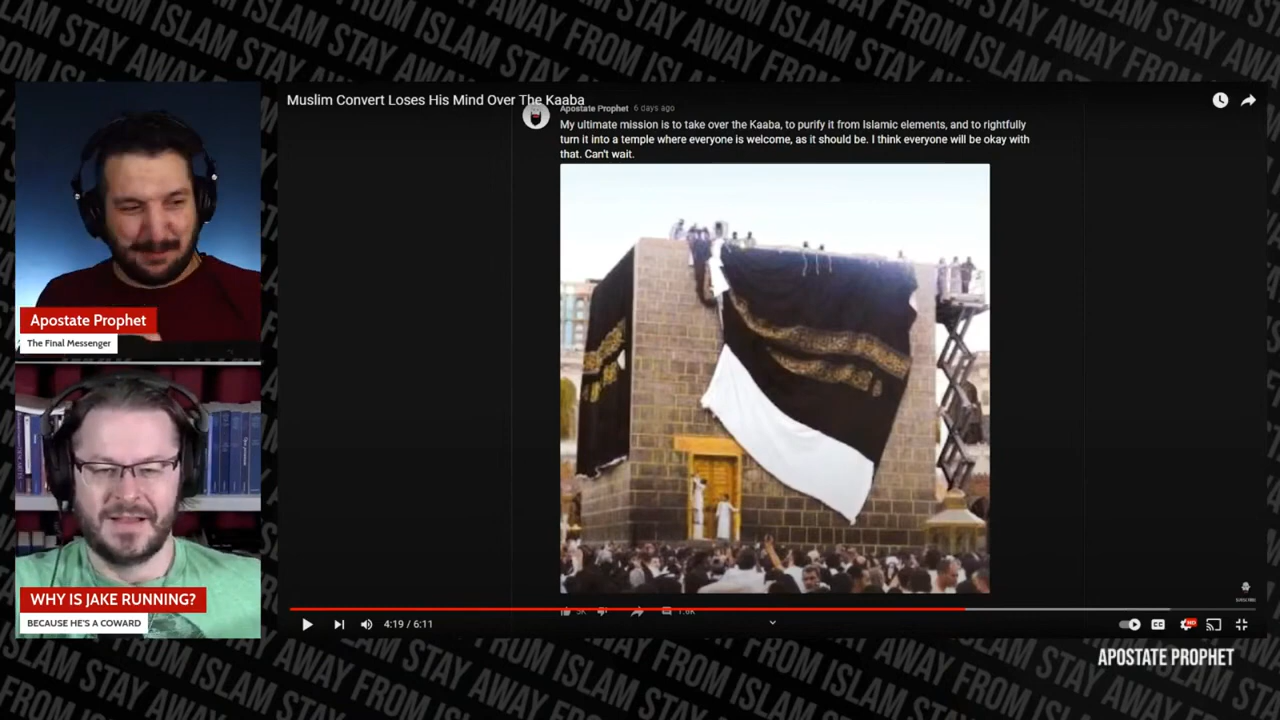 STAY AWAY FROM ISLAM
Muslim Convert Loses His Mind Over The Kaaba
Apostate Prophet 6 days ago
My ultimate mission is to take over the Kaaba, to purify it from Islamic elements, and to rightfully
turn it into a temple where everyone is welcome, as it should be. I think everyone will be okay with
that. Can't wait.
Apostate Prophet
The Final Messenger
WHY IS JAKE RUNNING?
BECAUSE HE'S A COWARD
4:19 / 6:11
HD
APOSTATE PROPHET